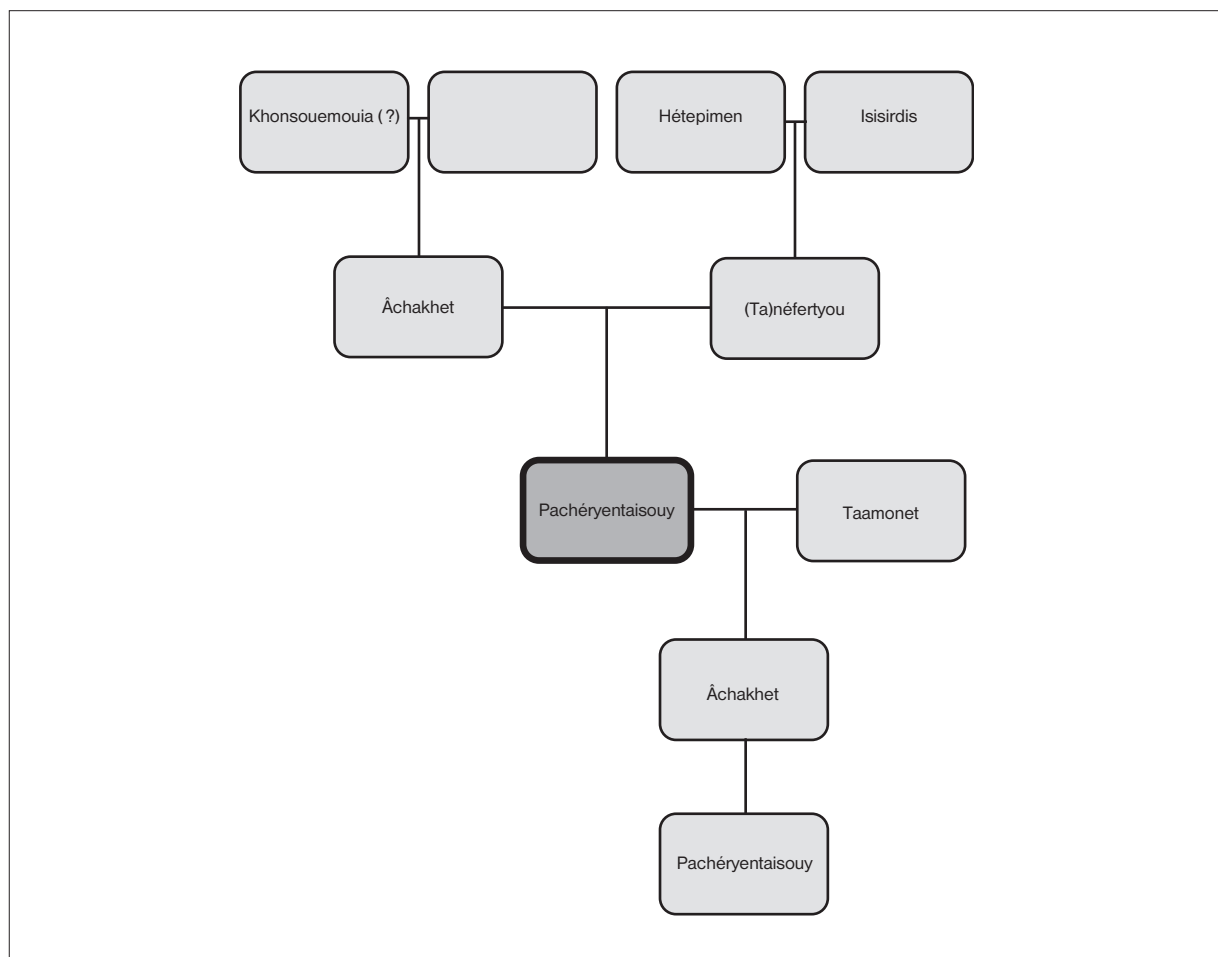 Khonsouemouia (?)
Hétepimen
Isisirdis
Âchakhet
(Ta)néfertyou
Pachéryentaisouy
Taamonet
Âchakhet
Pachéryentaisouy